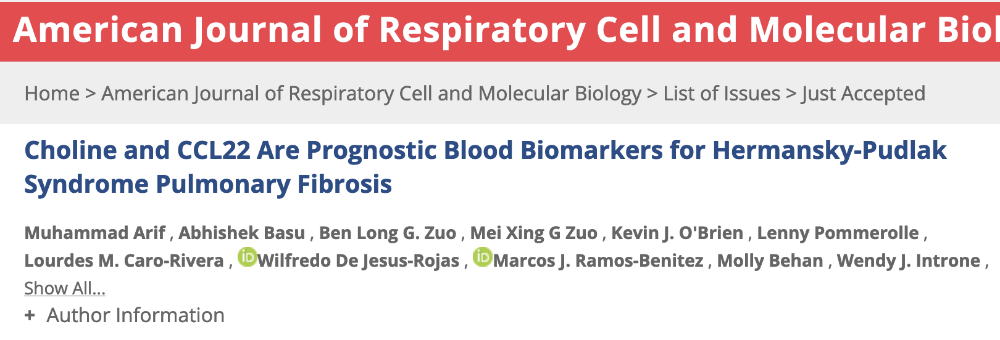 American Journal of Respiratory Cell and Molecular Biol
Home > American Journal of Respiratory Cell and Molecular Biology > List of Issues > Just Accepted
Choline and CCL22 Are Prognostic Blood Biomarkers for Hermansky-Pudlak
Syndrome Pulmonary Fibrosis
Muhammad Arif , Abhishek Basu , Ben Long G. Zuo , Mei Xing G Zuo , Kevin J. O'Brien , Lenny Pommerolle ,
Lourdes M. Caro-Rivera , iD Wilfredo De Jesus-Rojas , iD Marcos J. Ramos-Benitez , Molly Behan , Wendy J. Introne ,
Show All...
+ Author Information